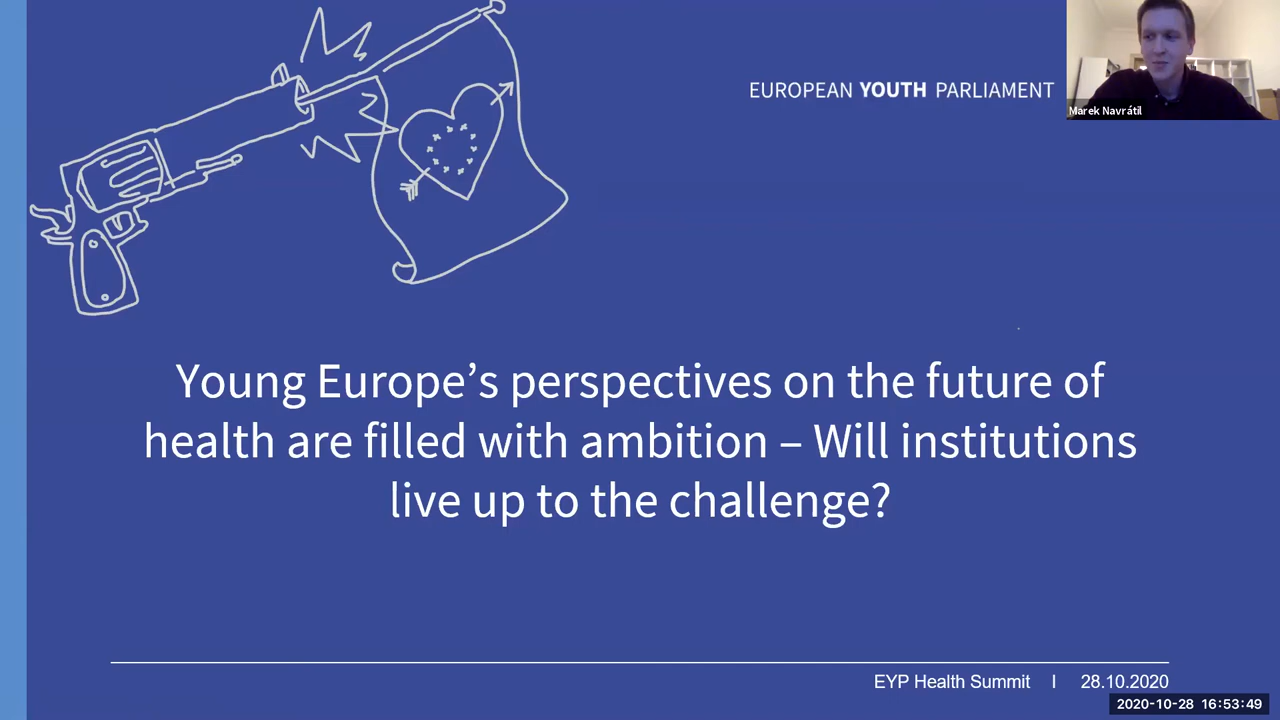 EUROPEAN YOUTH PARLIAMENT
Marek Navrátil
Young Europe’s perspectives on the future of
health are filled with ambition – Will institutions
live up to the challenge?
EYP Health Summit I 28.10.2020
2020-10-28 16:53:49